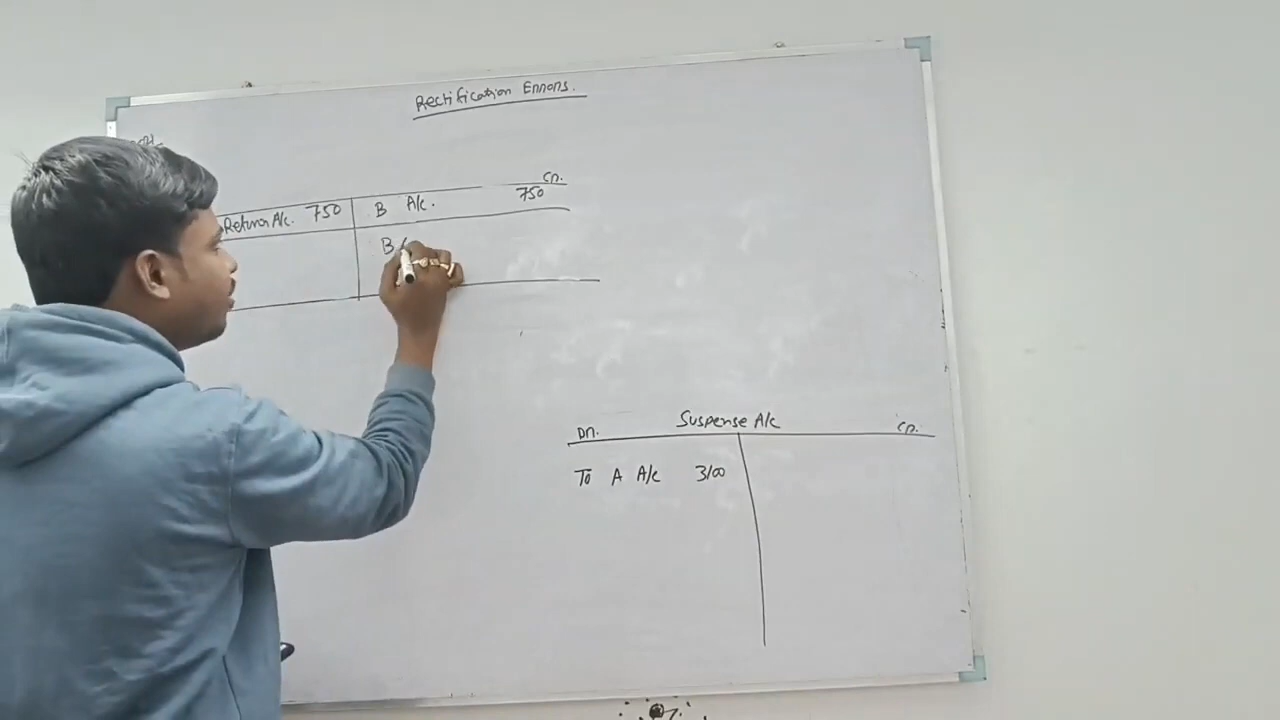 Rectification Errors.
Cr.
Return A/c. 750 B A/c. 750
B
Suspense A/c
Dr. Cr.
To A A/c 3100